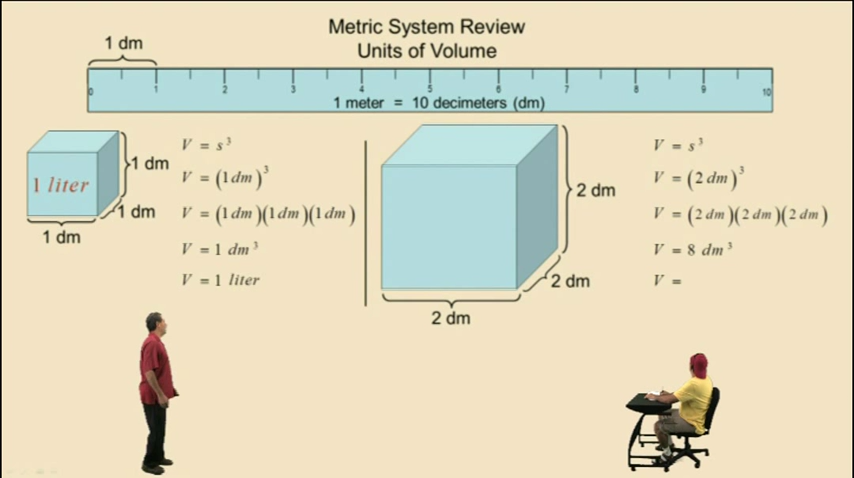 Metric System Review
Units of Volume
1 dm
0 1 2 3 4 5 6 7 8 9 10
1 meter = 10 decimeters (dm)
1 liter
1 dm
1 dm
1 dm
V = s³
V = (1 dm)³
V = (1 dm)(1 dm)(1 dm)
V = 1 dm³
V = 1 liter
2 dm
2 dm
2 dm
V = s³
V = (2 dm)³
V = (2 dm)(2 dm)(2 dm)
V = 8 dm³
V =